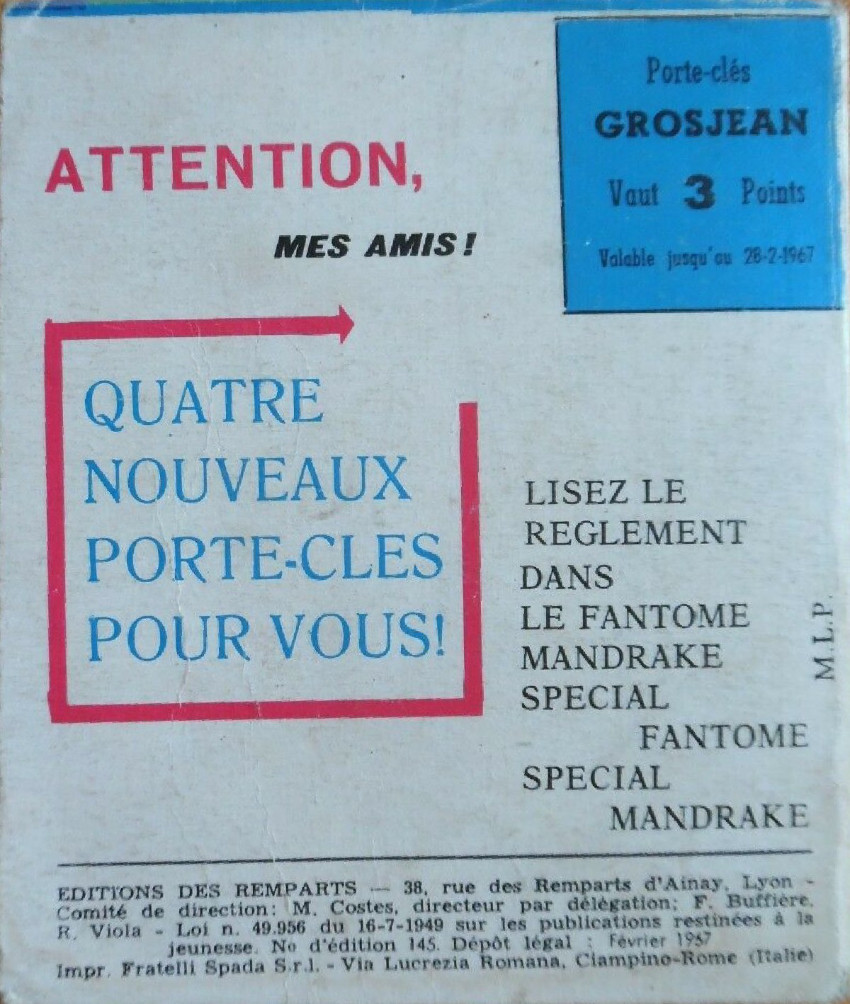 Porte-clés
GROSJEAN
Vaut 3 Points
Valable jusqu'au 28-2-1967
ATTENTION,
MES AMIS !
QUATRE
NOUVEAUX
PORTE-CLES
POUR VOUS!
LISEZ LE
REGLEMENT
DANS
LE FANTOME
MANDRAKE
SPECIAL
FANTOME
SPECIAL
MANDRAKE
M.L.P.
EDITIONS DES REMPARTS — 38, rue des Remparts d'Ainay, Lyon -
Comité de direction: M. Costes, directeur par délégation; F. Buffière,
R. Viola - Loi n. 49.956 du 16-7-1949 sur les publications restinées à la
jeunesse. No d'édition 145. Dépôt légal : Février 1967
Impr. Fratelli Spada S.r.l. - Via Lucrezia Romana, Ciampino-Rome (Italie)